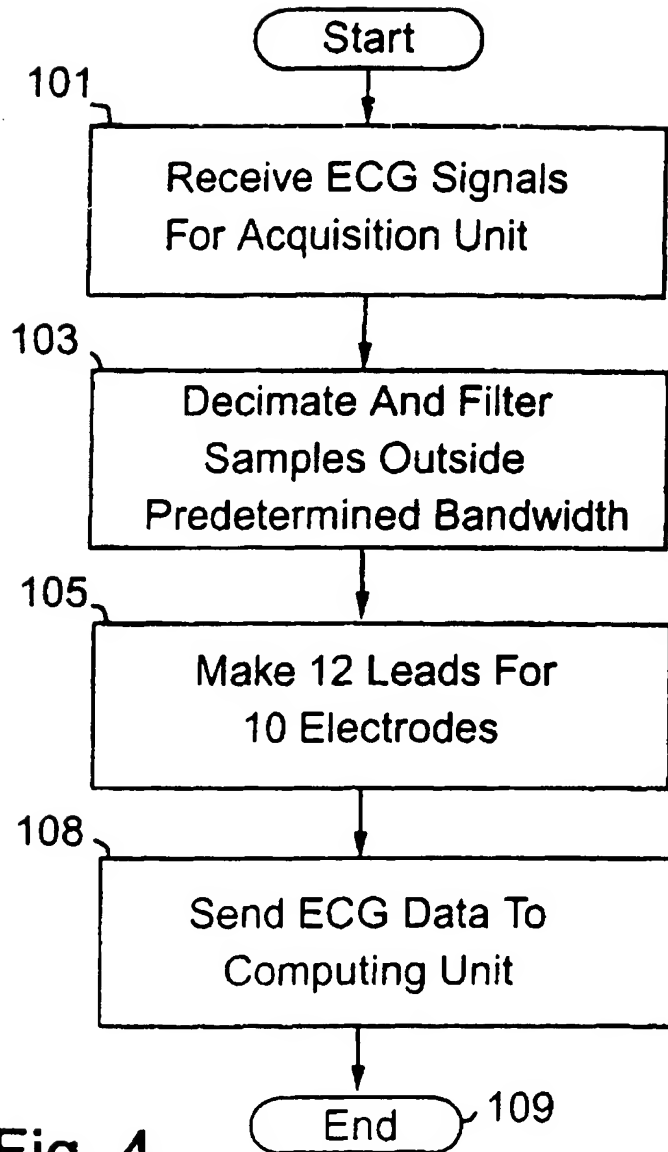 Start
101
Receive ECG Signals
For Acquisition Unit
103
Decimate And Filter
Samples Outside
Predetermined Bandwidth
105
Make 12 Leads For
10 Electrodes
108
Send ECG Data To
Computing Unit
End
109
Fig. 4